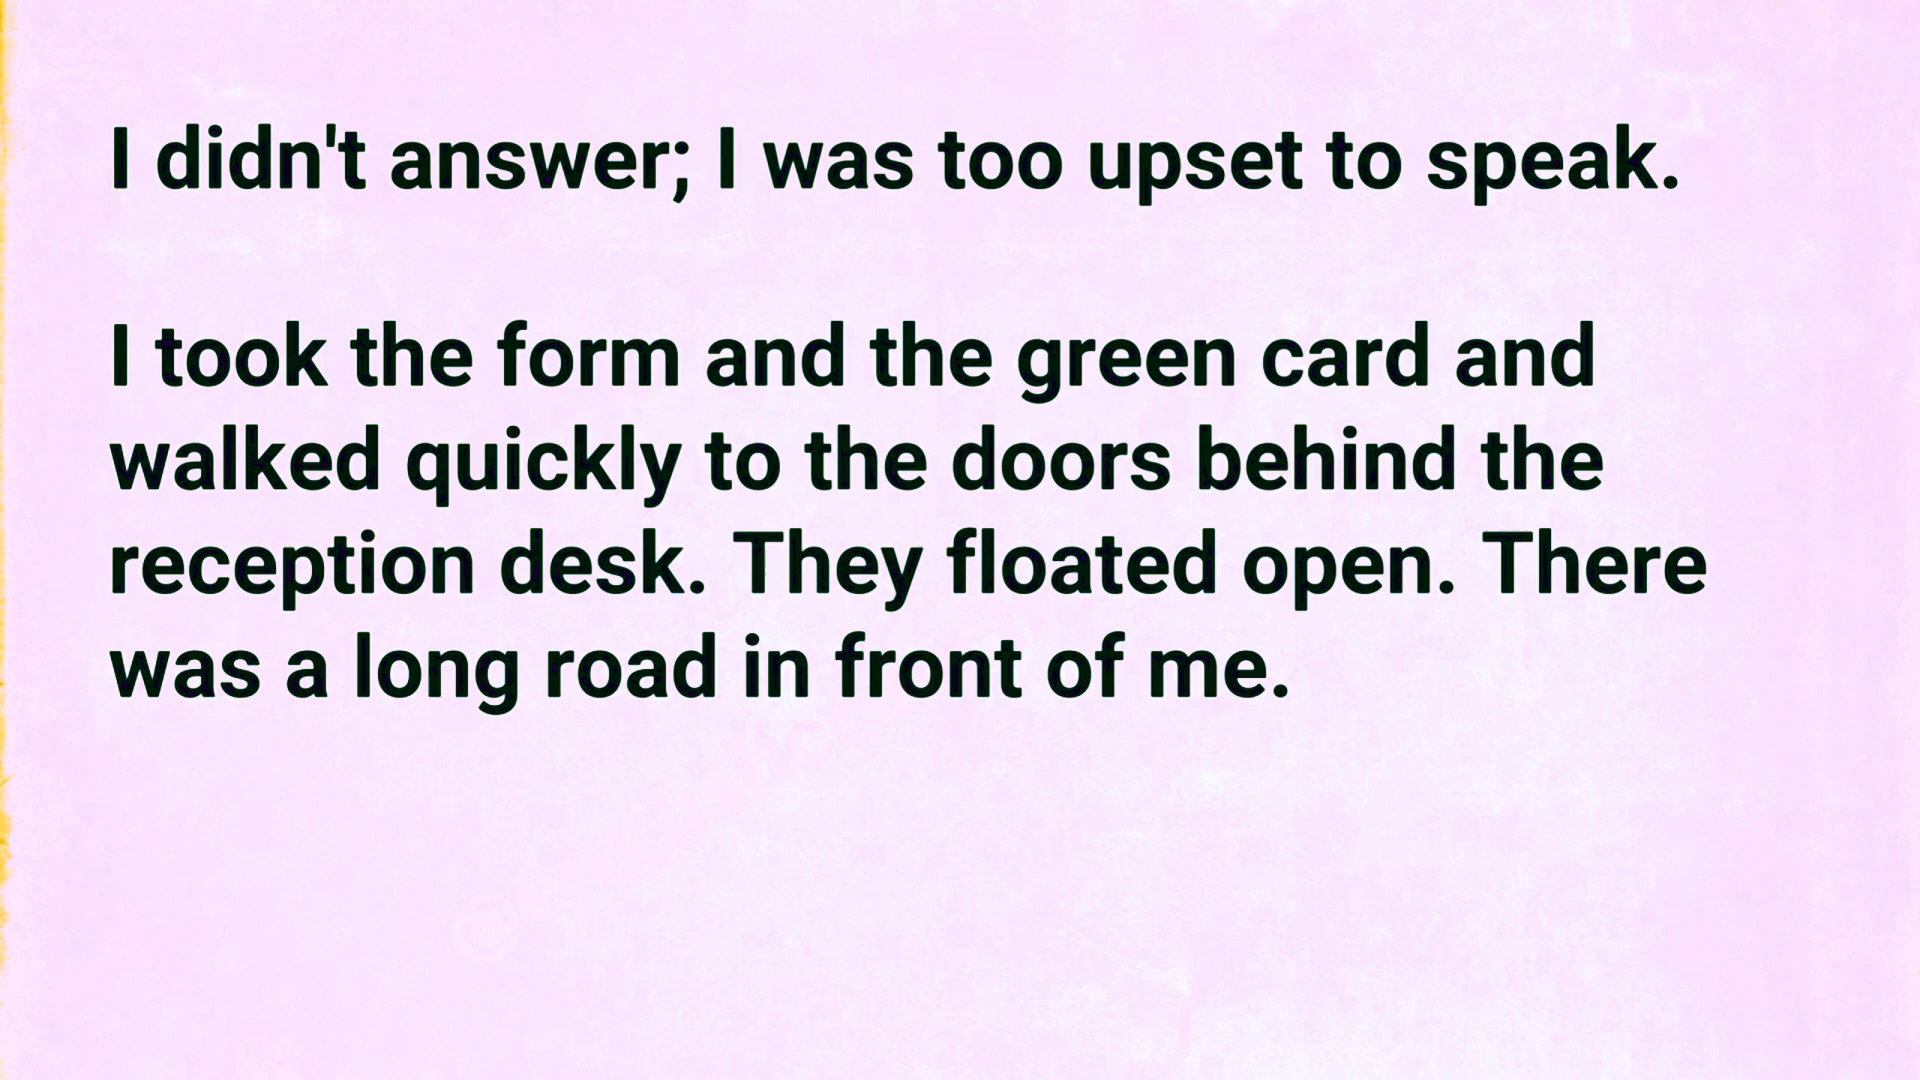 I didn't answer; I was too upset to speak.
I took the form and the green card and
walked quickly to the doors behind the
reception desk. They floated open. There
was a long road in front of me.